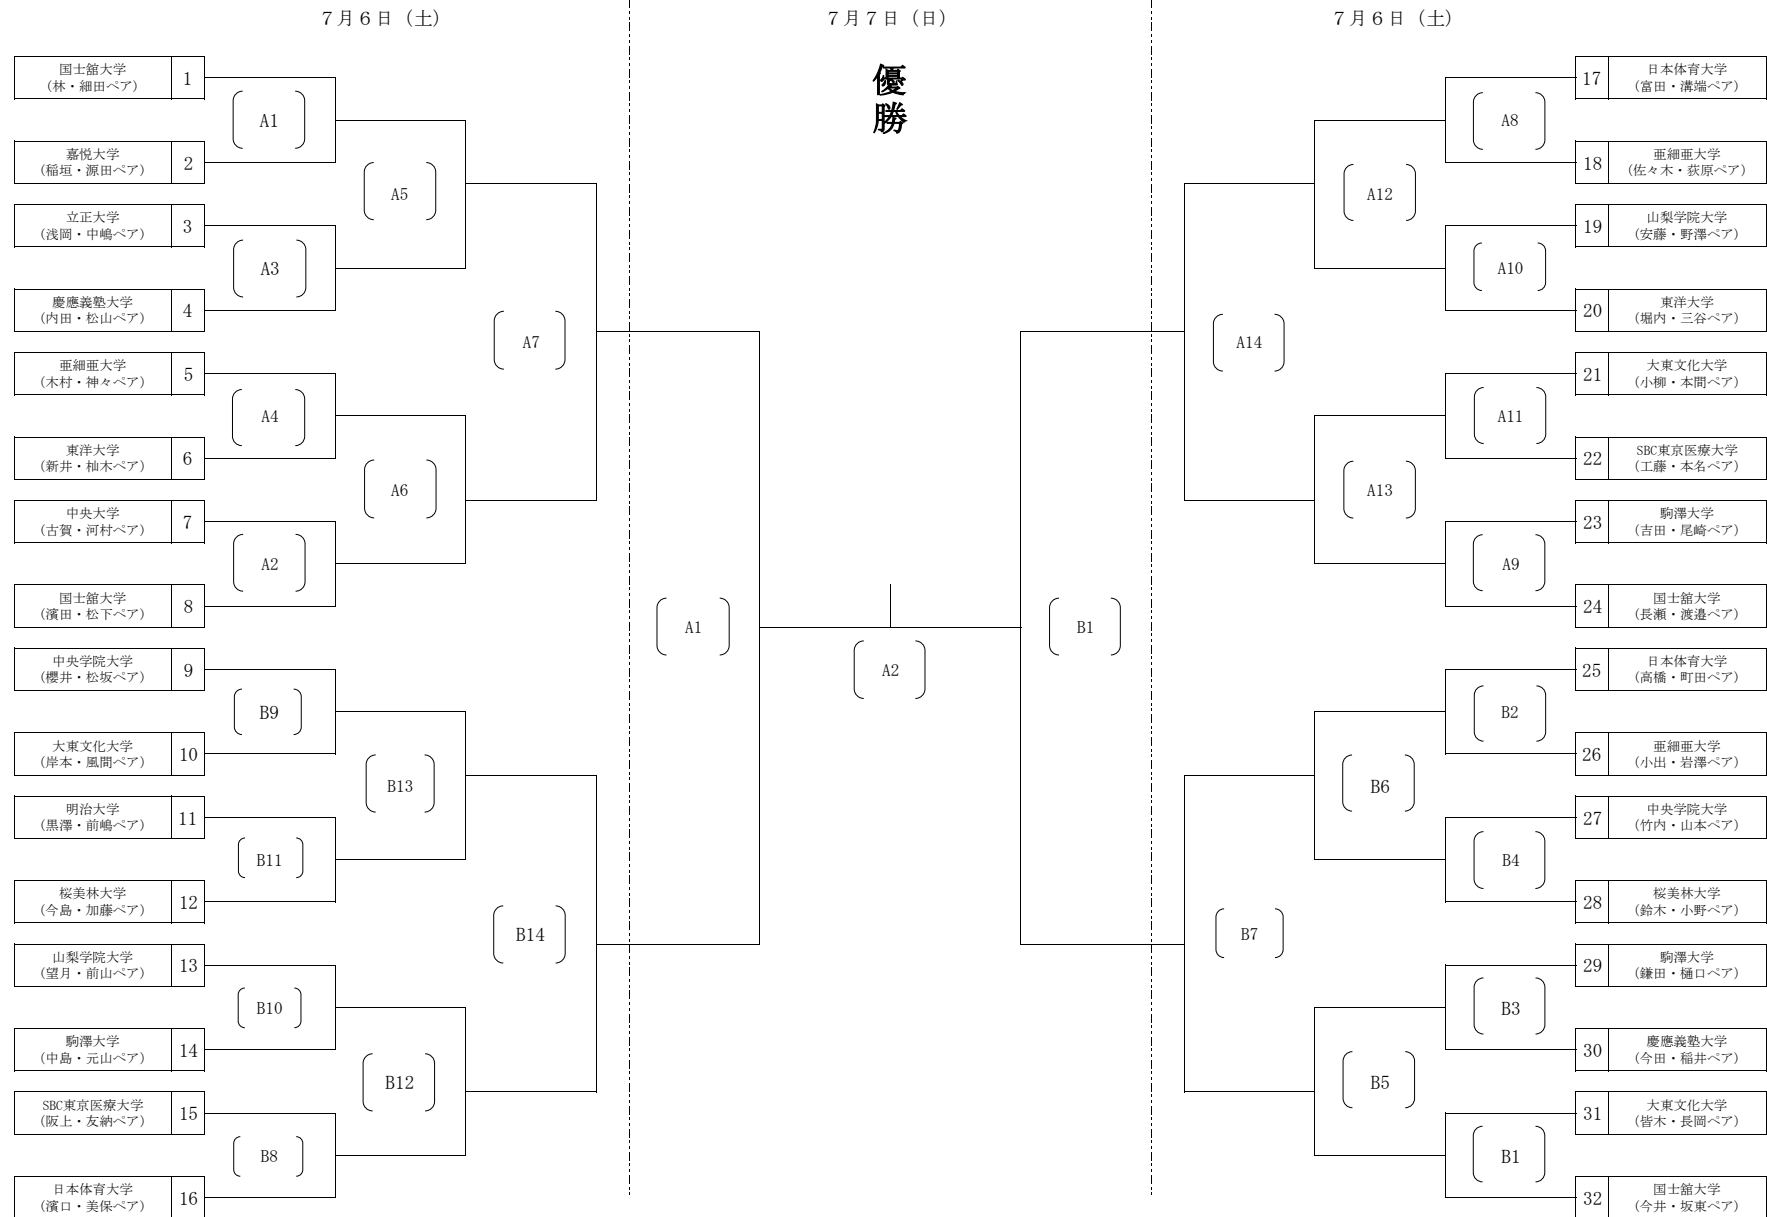 7月6日（土）
7月7日（日）
7月6日（土）
優
勝
国士舘大学
(林・細田ペア)
1
嘉悦大学
(稲垣・源田ペア)
2
立正大学
(浅岡・中嶋ペア)
3
慶應義塾大学
(内田・松山ペア)
4
亜細亜大学
(木村・神々ペア)
5
東洋大学
(新井・柚木ペア)
6
中央大学
(古賀・河村ペア)
7
国士舘大学
(濱田・松下ペア)
8
中央学院大学
(櫻井・松坂ペア)
9
大東文化大学
(岸本・風間ペア)
10
明治大学
(黒澤・前嶋ペア)
11
桜美林大学
(今島・加藤ペア)
12
山梨学院大学
(望月・前山ペア)
13
駒澤大学
(中島・元山ペア)
14
SBC東京医療大学
(阪上・友納ペア)
15
日本体育大学
(濱口・美保ペア)
16
A1
A3
A4
A2
B9
B11
B10
B8
A5
A6
B13
B12
A7
B14
A1
A2
B1
A14
B7
A12
A13
B6
B5
A8
A10
A11
A9
B2
B4
B3
B1
17
日本体育大学
(富田・溝端ペア)
18
亜細亜大学
(佐々木・荻原ペア)
19
山梨学院大学
(安藤・野澤ペア)
20
東洋大学
(堀内・三谷ペア)
21
大東文化大学
(小柳・本間ペア)
22
SBC東京医療大学
(工藤・本名ペア)
23
駒澤大学
(吉田・尾崎ペア)
24
国士舘大学
(長瀬・渡邉ペア)
25
日本体育大学
(高橋・町田ペア)
26
亜細亜大学
(小出・岩澤ペア)
27
中央学院大学
(竹内・山本ペア)
28
桜美林大学
(鈴木・小野ペア)
29
駒澤大学
(鎌田・樋口ペア)
30
慶應義塾大学
(今田・稲井ペア)
31
大東文化大学
(皆木・長岡ペア)
32
国士舘大学
(今井・坂東ペア)